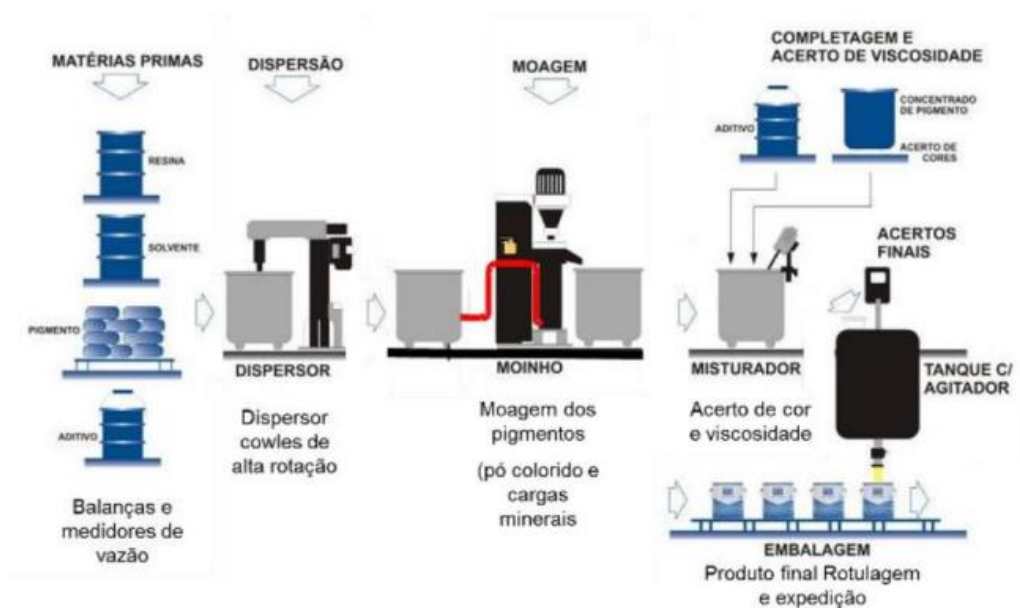 MATÉRIAS PRIMAS
RESINA
SOLVENTE
PIGMENTO
ADITIVO
Balanças e
medidores de
vazão
DISPERSÃO
DISPERSOR
Dispersor
cowles de
alta rotação
MOAGEM
MOINHO
Moagem dos
pigmentos
(pó colorido e
cargas
minerais
COMPLETAGEM E
ACERTO DE VISCOSIDADE
ADITIVO
CONCENTRADO
DE PIGMENTO
ACERTO DE
CORES
MISTURADOR
Acerto de cor
e viscosidade
ACERTOS
FINAIS
TANQUE C/
AGITADOR
EMBALAGEM
Produto final Rotulagem
e expedição